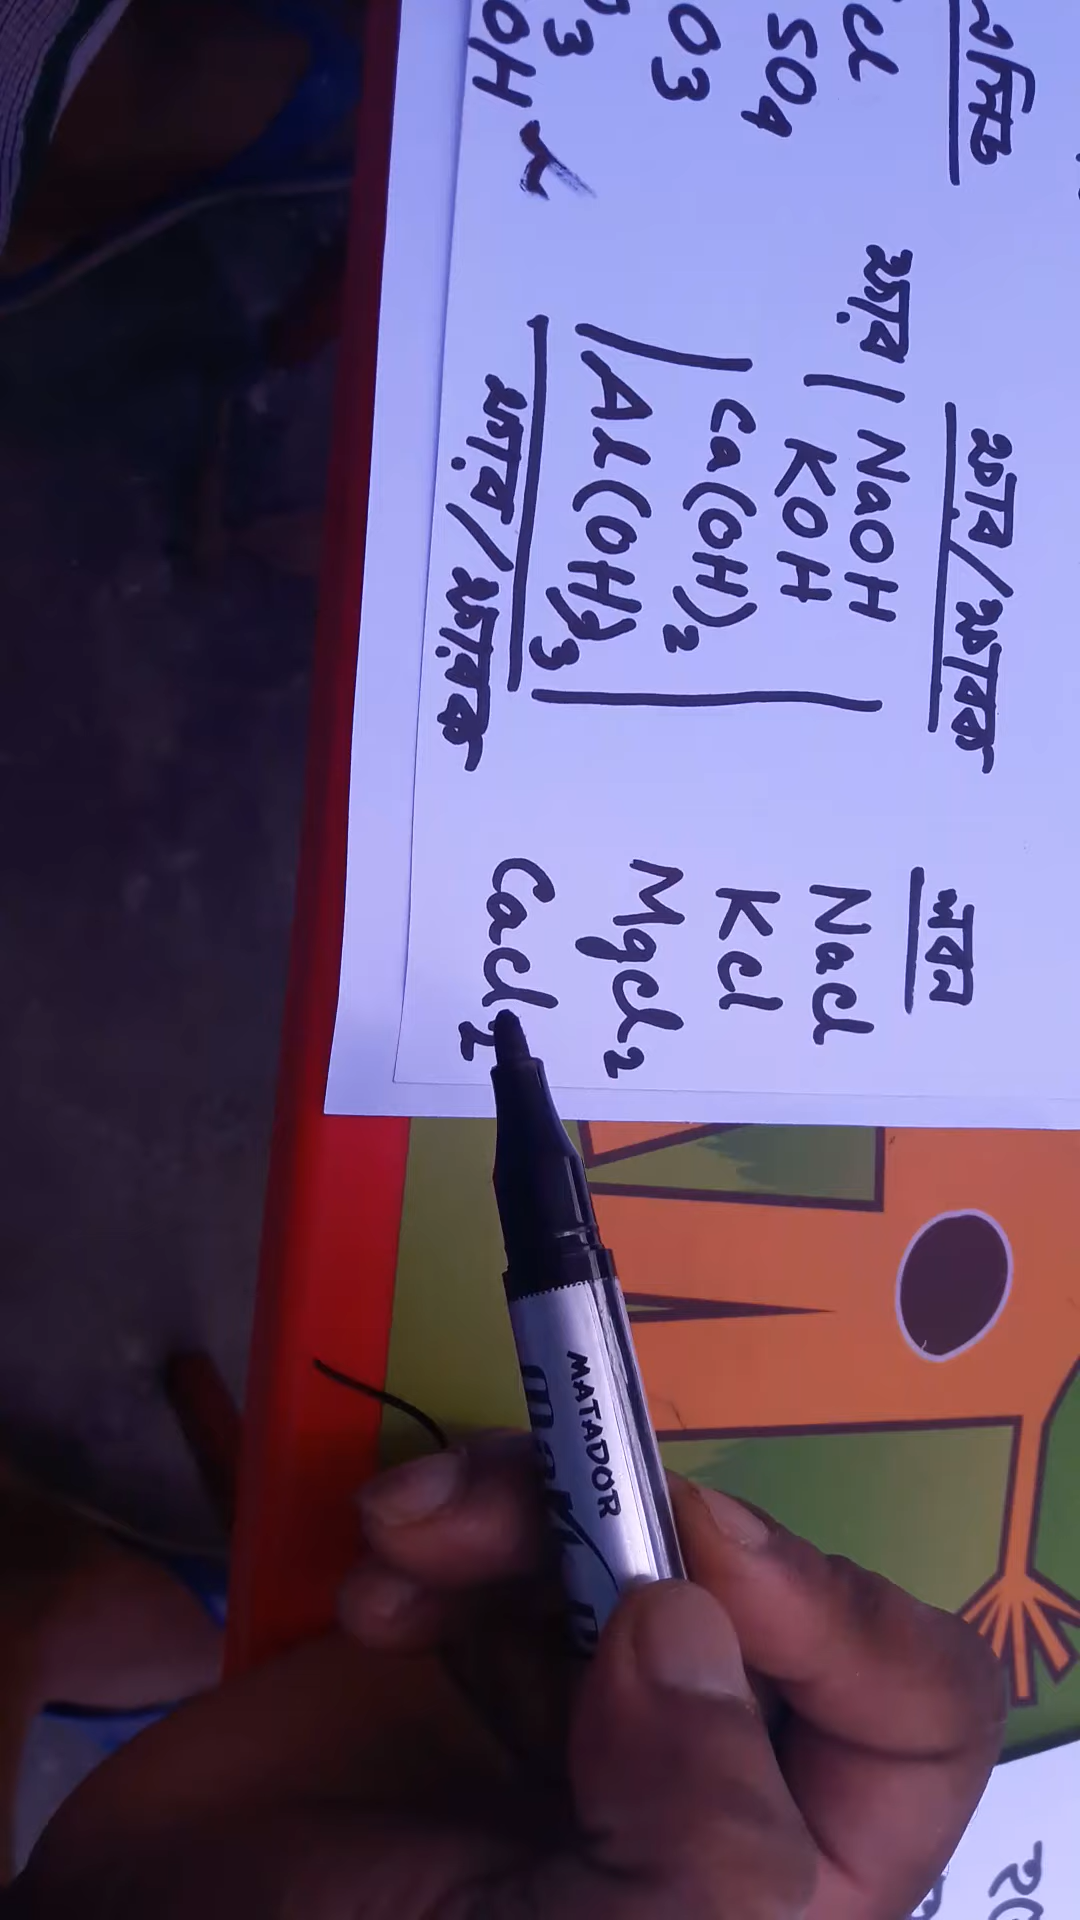 এসিড
Cl
SO4
O3
3
OH
ক্ষার/ক্ষারক
ক্ষার | NaOH
KOH
Ca(OH)2
Al(OH)3
ক্ষার/ক্ষারক
লবন
NaCl
KCl
MgCl2
CaCl2
MATADOR